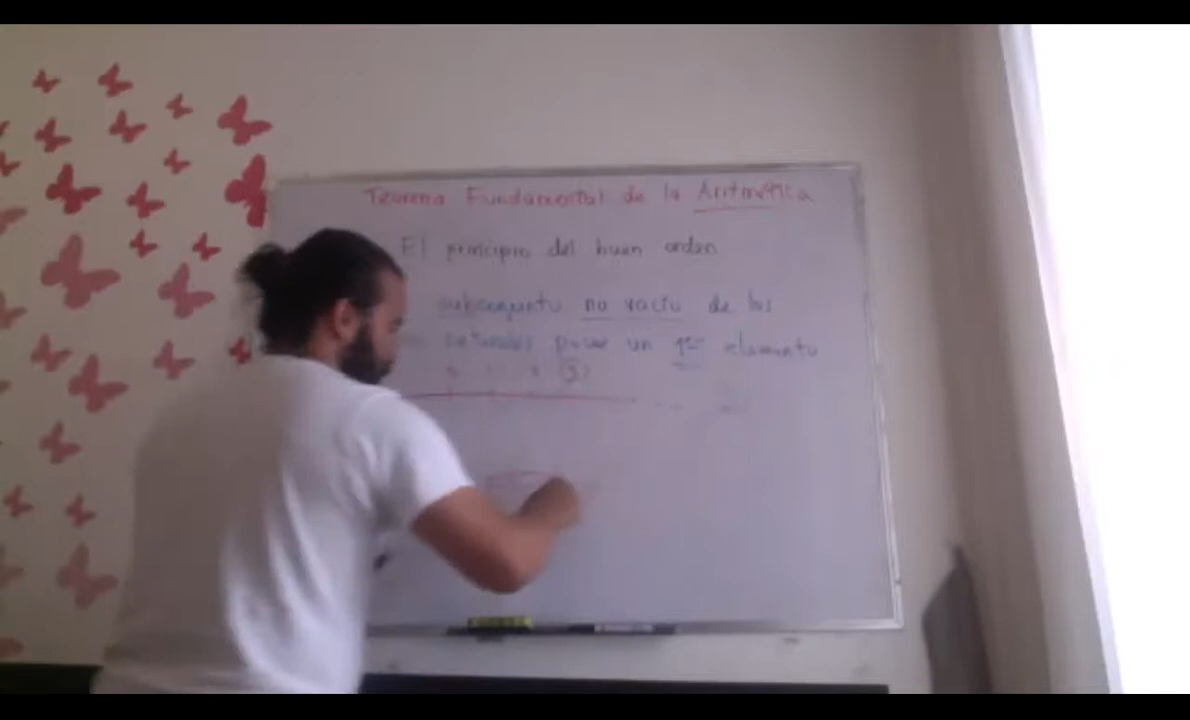 Teorema Fundamental de la Aritmética
El principio del buen orden
subconjunto no vacío de los
naturales posee un 1er elemento
3